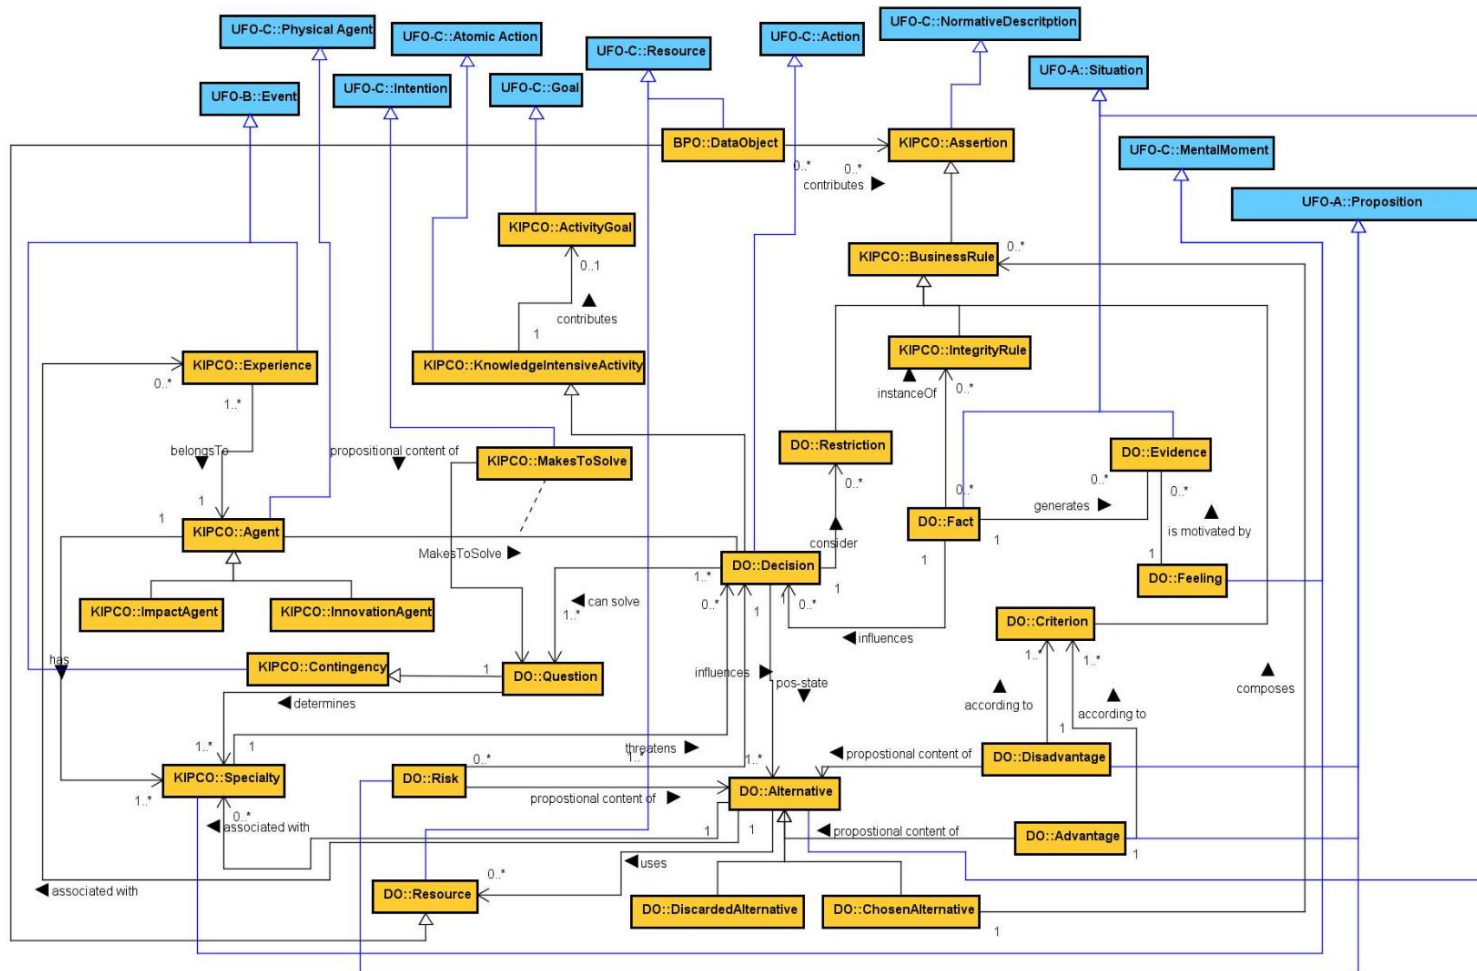 UFO-C::NormativeDescritption
UFO-C::Physical Agent
UFO-C::Atomic Action
UFO-C::Action
UFO-C::Resource
UFO-A::Situation
UFO-C::Intention
UFO-C::Goal
UFO-B::Event
BPO::DataObject
KIPCO::Assertion
UFO-C::MentalMoment
0..*
0..*
contributes
UFO-A::Proposition
KIPCO::ActivityGoal
0..1
KIPCO::BusinessRule
0..*
contributes
1
KIPCO::Experience
0..*
1..*
KIPCO::KnowledgeIntensiveActivity
KIPCO::IntegrityRule
instanceOf
0..*
belongsTo
propositional content of
KIPCO::MakesToSolve
DO::Restriction
0..*
DO::Evidence
0..*
0..*
0..*
generates
is motivated by
1
1
KIPCO::Agent
DO::Fact
1
1
consider
MakesToSolve
DO::Decision
1
1
DO::Feeling
KIPCO::ImpactAgent
KIPCO::InnovationAgent
can solve
1..*
1..*
0..*
1
1
0..*
influences
DO::Criterion
1..*
1..*
has
KIPCO::Contingency
1
DO::Question
influences
pos-state
according to
according to
composes
determines
1..*
1
threatens
1..*
1..*
propostional content of
1
DO::Disadvantage
KIPCO::Specialty
1..*
DO::Risk
0..*
propostional content of
DO::Alternative
0..*
associated with
1
1
propostional content of
DO::Advantage
1
uses
0..*
associated with
DO::Resource
DO::DiscardedAlternative
DO::ChosenAlternative
1